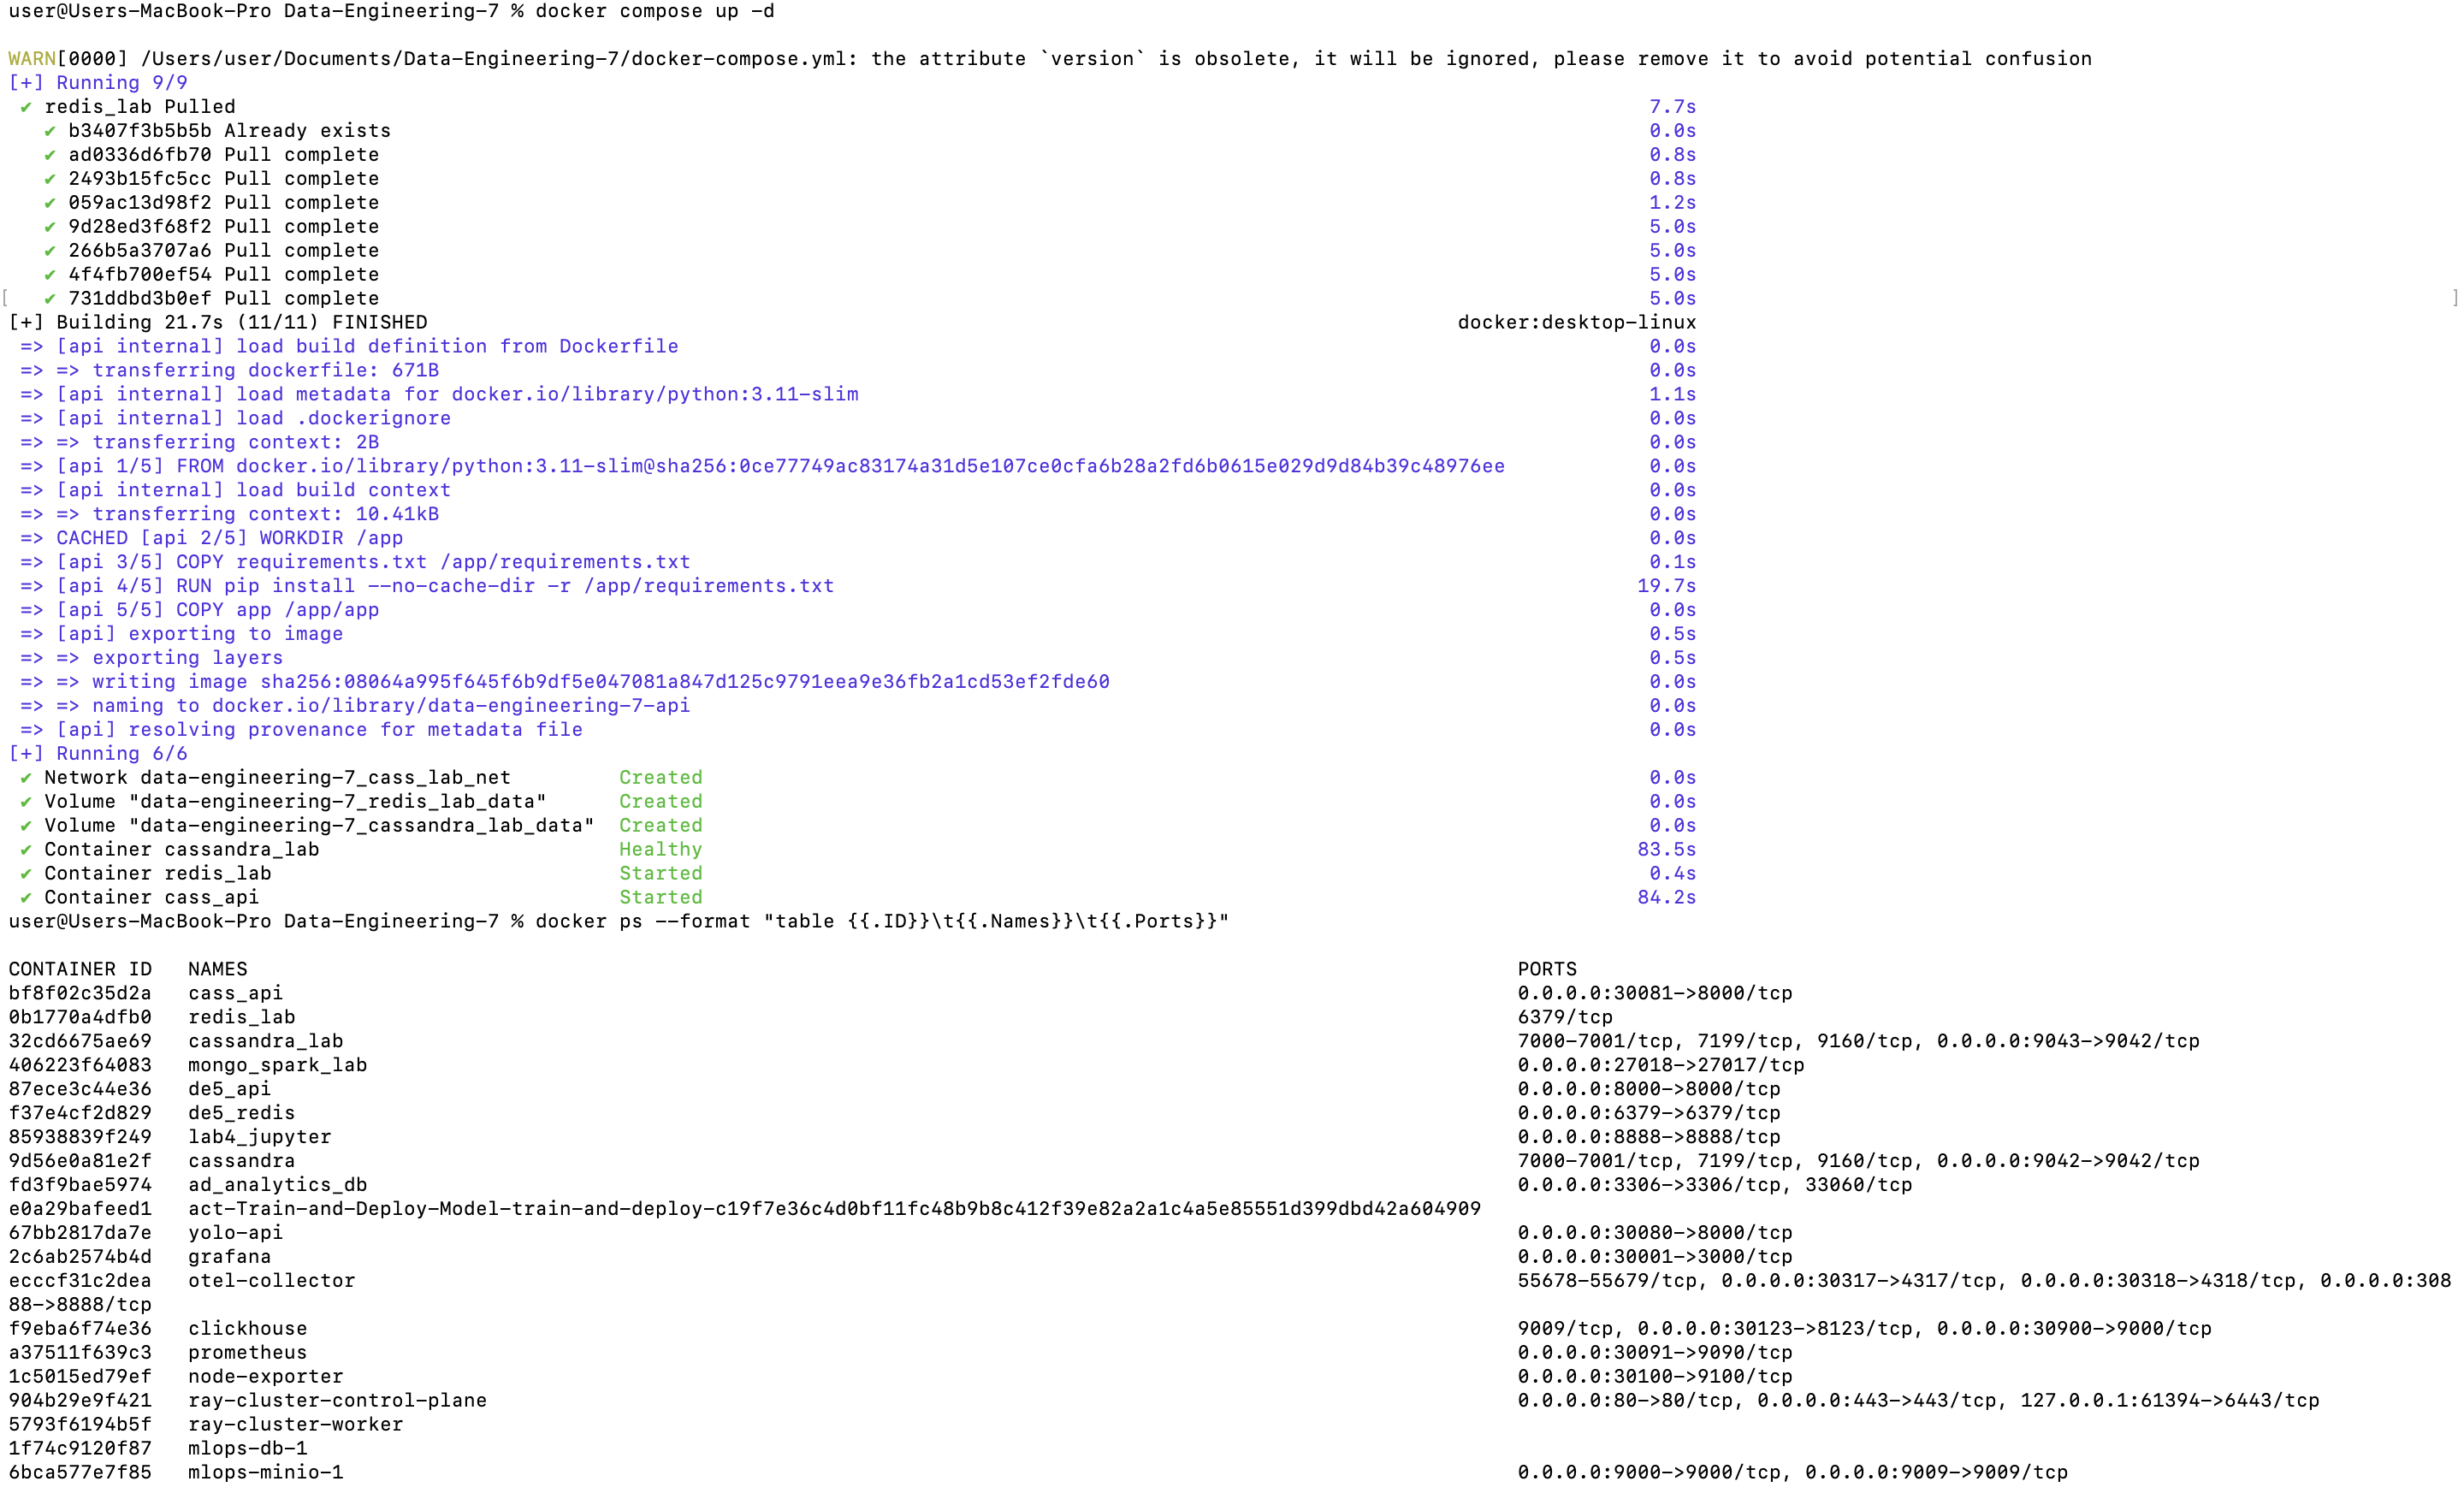 user@Users-MacBook-Pro Data-Engineering-7 % docker compose up -d
WARN[0000] /Users/user/Documents/Data-Engineering-7/docker-compose.yml: the attribute `version` is obsolete, it will be ignored, please remove it to avoid potential confusion
[+] Running 9/9
✔ redis_lab Pulled 7.7s
✔ b3407f3b5b5b Already exists 0.0s
✔ ad0336d6fb70 Pull complete 0.8s
✔ 2493b15fc5cc Pull complete 0.8s
✔ 059ac13d98f2 Pull complete 1.2s
✔ 9d28ed3f68f2 Pull complete 5.0s
✔ 266b5a3707a6 Pull complete 5.0s
✔ 4f4fb700ef54 Pull complete 5.0s
[ ✔ 731ddbd3b0ef Pull complete 5.0s ]
[+] Building 21.7s (11/11) FINISHED docker:desktop-linux
=> [api internal] load build definition from Dockerfile 0.0s
=> => transferring dockerfile: 671B 0.0s
=> [api internal] load metadata for docker.io/library/python:3.11-slim 1.1s
=> [api internal] load .dockerignore 0.0s
=> => transferring context: 2B 0.0s
=> [api 1/5] FROM docker.io/library/python:3.11-slim@sha256:0ce77749ac83174a31d5e107ce0cfa6b28a2fd6b0615e029d9d84b39c48976ee 0.0s
=> [api internal] load build context 0.0s
=> => transferring context: 10.41kB 0.0s
=> CACHED [api 2/5] WORKDIR /app 0.0s
=> [api 3/5] COPY requirements.txt /app/requirements.txt 0.1s
=> [api 4/5] RUN pip install --no-cache-dir -r /app/requirements.txt 19.7s
=> [api 5/5] COPY app /app/app 0.0s
=> [api] exporting to image 0.5s
=> => exporting layers 0.5s
=> => writing image sha256:08064a995f645f6b9df5e047081a847d125c9791eea9e36fb2a1cd53ef2fde60 0.0s
=> => naming to docker.io/library/data-engineering-7-api 0.0s
=> [api] resolving provenance for metadata file 0.0s
[+] Running 6/6
✔ Network data-engineering-7_cass_lab_net Created 0.0s
✔ Volume "data-engineering-7_redis_lab_data" Created 0.0s
✔ Volume "data-engineering-7_cassandra_lab_data" Created 0.0s
✔ Container cassandra_lab Healthy 83.5s
✔ Container redis_lab Started 0.4s
✔ Container cass_api Started 84.2s
user@Users-MacBook-Pro Data-Engineering-7 % docker ps --format "table {{.ID}}\t{{.Names}}\t{{.Ports}}"
CONTAINER ID NAMES PORTS
bf8f02c35d2a cass_api 0.0.0.0:30081->8000/tcp
0b1770a4dfb0 redis_lab 6379/tcp
32cd6675ae69 cassandra_lab 7000-7001/tcp, 7199/tcp, 9160/tcp, 0.0.0.0:9043->9042/tcp
406223f64083 mongo_spark_lab 0.0.0.0:27018->27017/tcp
87ece3c44e36 de5_api 0.0.0.0:8000->8000/tcp
f37e4cf2d829 de5_redis 0.0.0.0:6379->6379/tcp
85938839f249 lab4_jupyter 0.0.0.0:8888->8888/tcp
9d56e0a81e2f cassandra 7000-7001/tcp, 7199/tcp, 9160/tcp, 0.0.0.0:9042->9042/tcp
fd3f9bae5974 ad_analytics_db 0.0.0.0:3306->3306/tcp, 33060/tcp
e0a29bafeed1 act-Train-and-Deploy-Model-train-and-deploy-c19f7e36c4d0bf11fc48b9b8c412f39e82a2a1c4a5e85551d399dbd42a604909
67bb2817da7e yolo-api 0.0.0.0:30080->8000/tcp
2c6ab2574b4d grafana 0.0.0.0:30001->3000/tcp
ecccf31c2dea otel-collector 55678-55679/tcp, 0.0.0.0:30317->4317/tcp, 0.0.0.0:30318->4318/tcp, 0.0.0.0:308
88->8888/tcp
f9eba6f74e36 clickhouse 9009/tcp, 0.0.0.0:30123->8123/tcp, 0.0.0.0:30900->9000/tcp
a37511f639c3 prometheus 0.0.0.0:30091->9090/tcp
1c5015ed79ef node-exporter 0.0.0.0:30100->9100/tcp
904b29e9f421 ray-cluster-control-plane 0.0.0.0:80->80/tcp, 0.0.0.0:443->443/tcp, 127.0.0.1:61394->6443/tcp
5793f6194b5f ray-cluster-worker
1f74c9120f87 mlops-db-1
6bca577e7f85 mlops-minio-1 0.0.0.0:9000->9000/tcp, 0.0.0.0:9009->9009/tcp